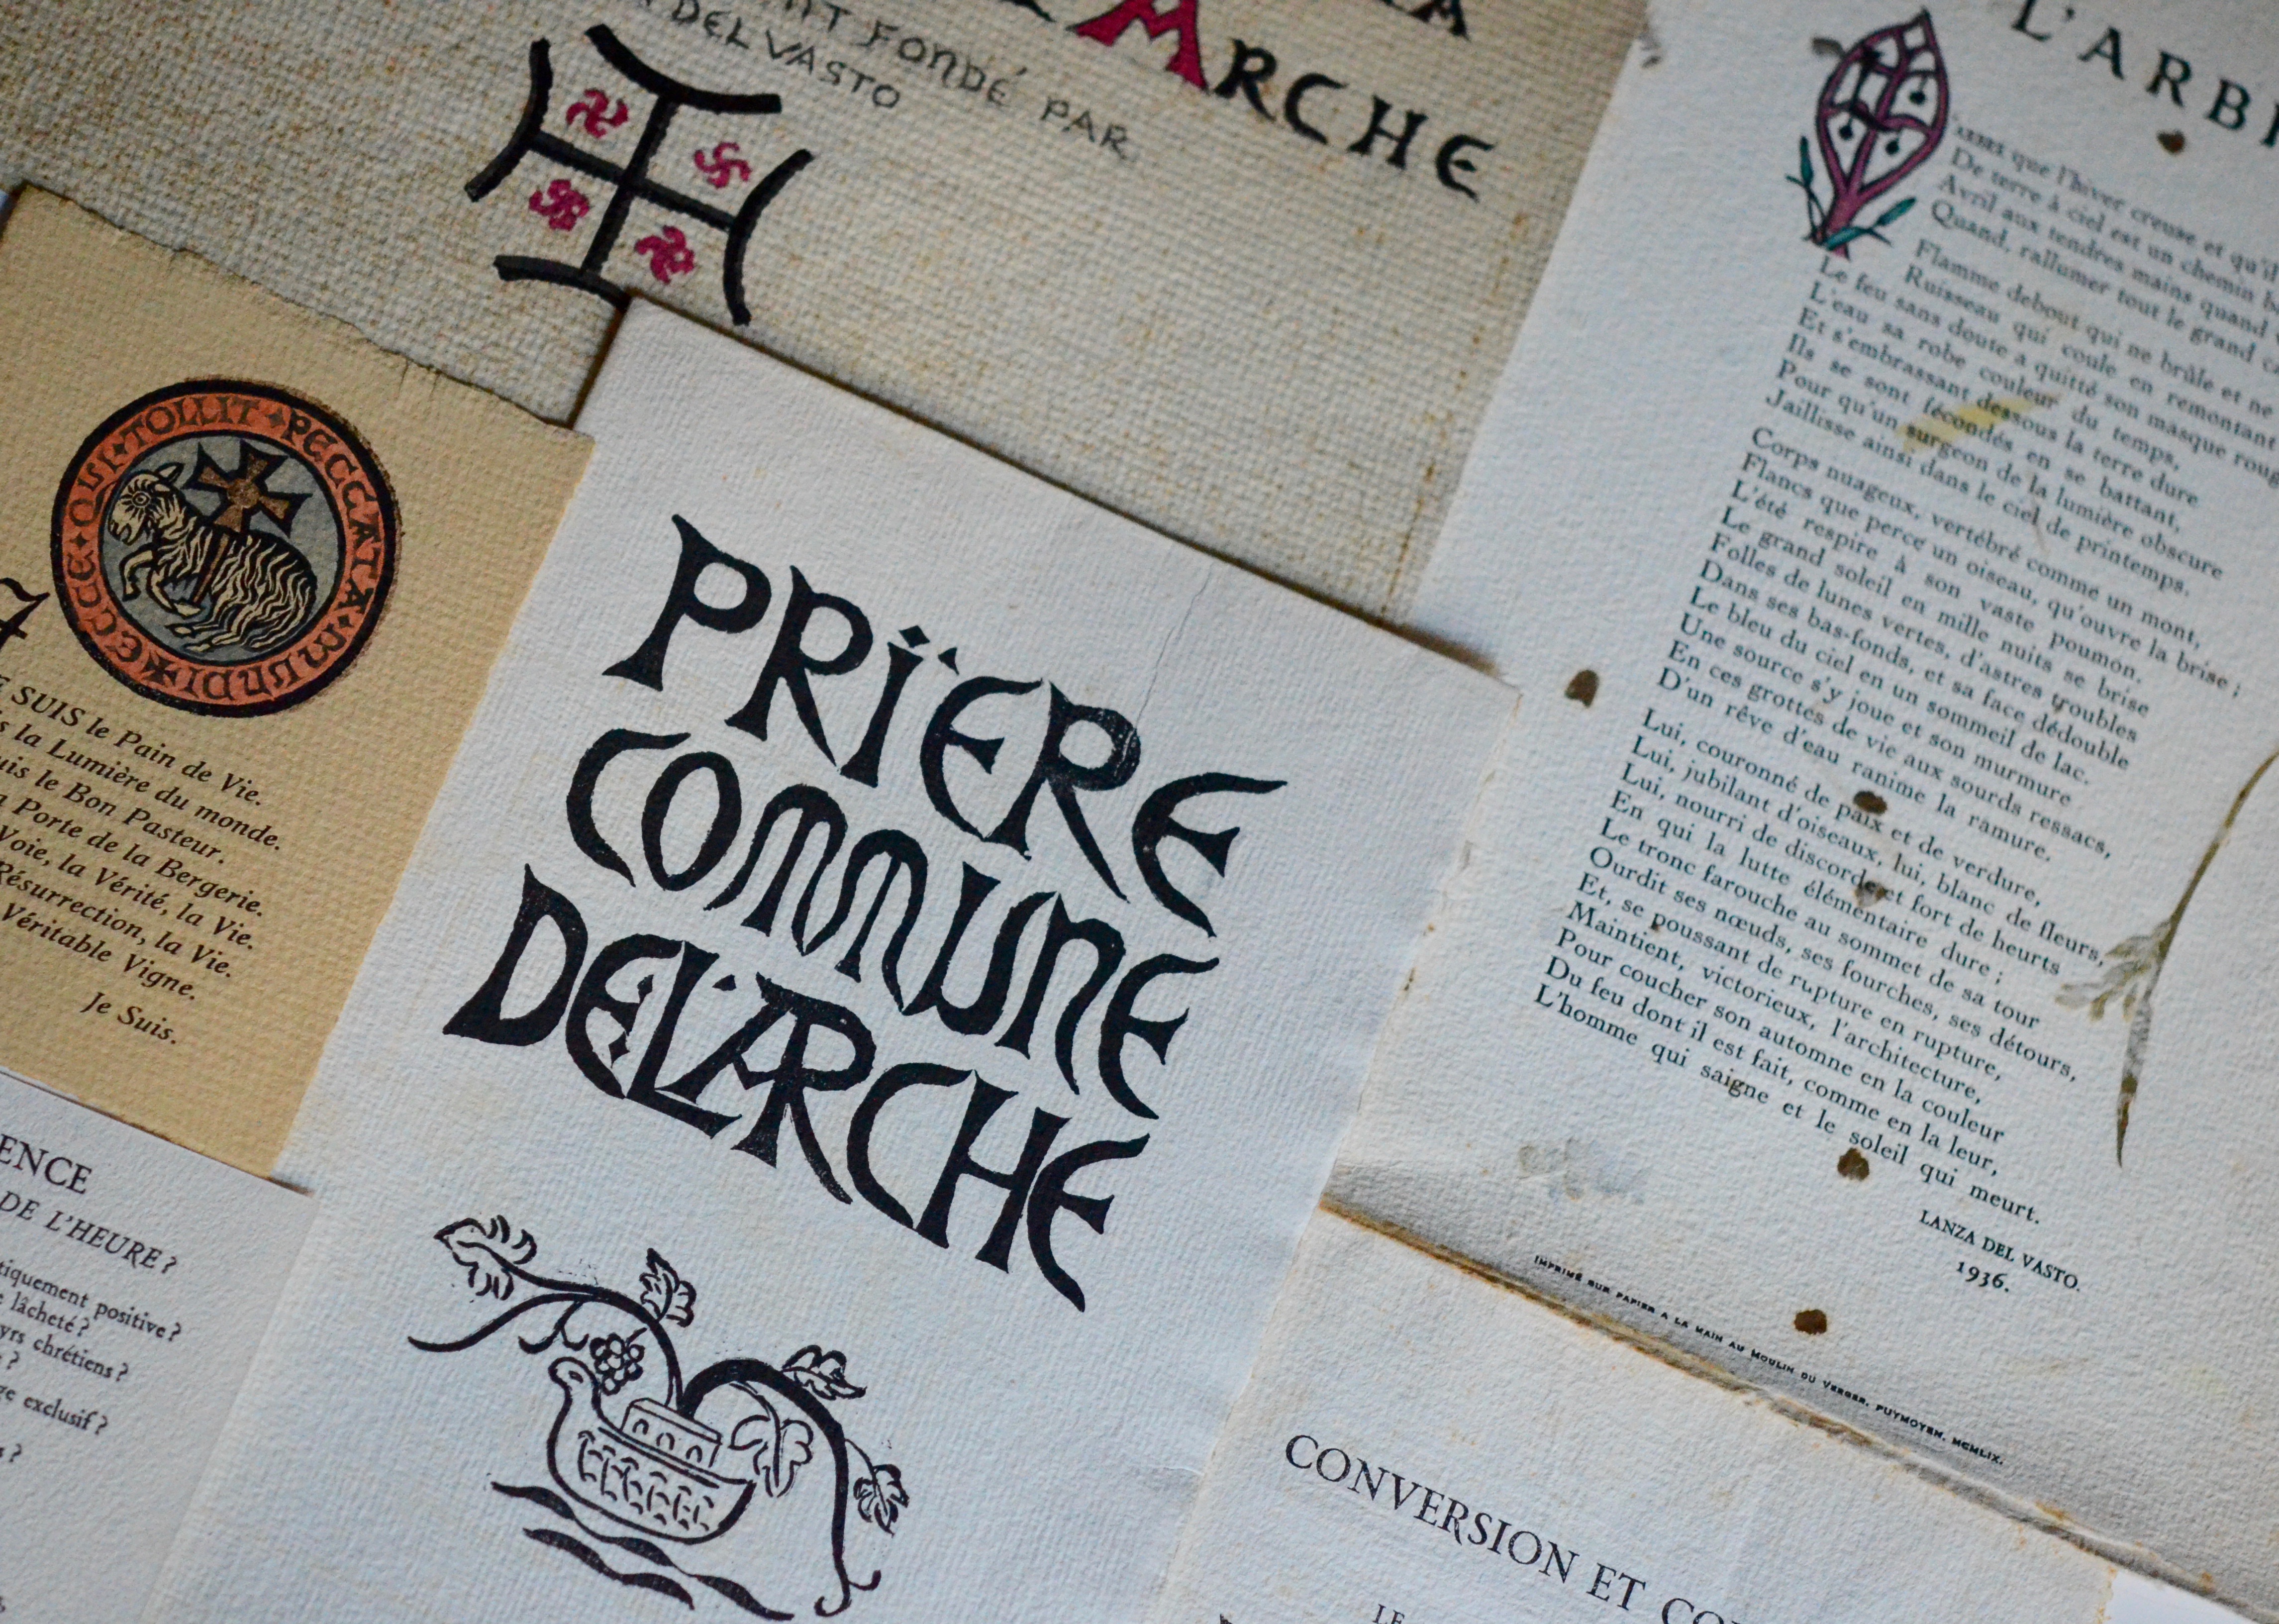 ARCHE
NT FONDÉ PAR
DEL VASTO
ECCE · QUI · TOLLIT · PECCATA · MUNDI
SUIS le Pain de Vie.
la Lumière du monde.
le Bon Pasteur.
Porte de la Bergerie.
Voie, la Vérité, la Vie.
Résurrection, la Vie.
Véritable Vigne.
Je Suis.
ENCE
DE L'HEURE ?
tiquement positive ?
lâcheté ?
yrs chrétiens ?
?
ge exclusif ?
?
PRIÈRE
COMMUNE
DE L'ARCHE
L'ARB
ARBRE que l'hiver creuse et qu'il
De terre à ciel est un chemin
Avril aux tendres mains quand
Quand, rallumer tout le grand
Flamme debout qui ne brûle et ne
Ruisseau qui coule en remontant
Le feu sans doute a quitté son masque roug
L'eau sa robe couleur du temps,
Et s'embrassant dessous la terre dure
Ils se sont fécondés en se battant,
Pour qu'un surgeon de la lumière obscure
Jaillisse ainsi dans le ciel de printemps.
Corps nuageux, vertébré comme un mont,
Flancs que perce un oiseau, qu'ouvre la brise ;
L'été respire à son vaste poumon.
Le grand soleil en mille nuits se brise
Folles de lunes vertes, d'astres troubles
Dans ses bas-fonds, et sa face dédouble
Le bleu du ciel en un sommeil de lac.
Une source s'y joue et son murmure
En ces grottes de vie aux sourds ressacs,
D'un rêve d'eau ranime la ramure.
Lui, couronné de paix et de verdure,
Lui, jubilant d'oiseaux, lui, blanc de fleurs,
Lui, nourri de discorde et fort de heurts
En qui la lutte élémentaire dure ;
Le tronc farouche au sommet de sa tour
Ourdit ses nœuds, ses fourches, ses détours,
Et, se poussant de rupture en rupture,
Maintient, victorieux, l'architecture,
Pour coucher son automne en la couleur
Du feu dont il est fait, comme en la leur,
L'homme qui saigne et le soleil qui meurt.
LANZA DEL VASTO.
1936.
IMPRIMÉ SUR PAPIER A LA MAIN AU MOULIN DU VERGER, PUYMOYEN, MCMLIX.
CONVERSION ET CO
LE